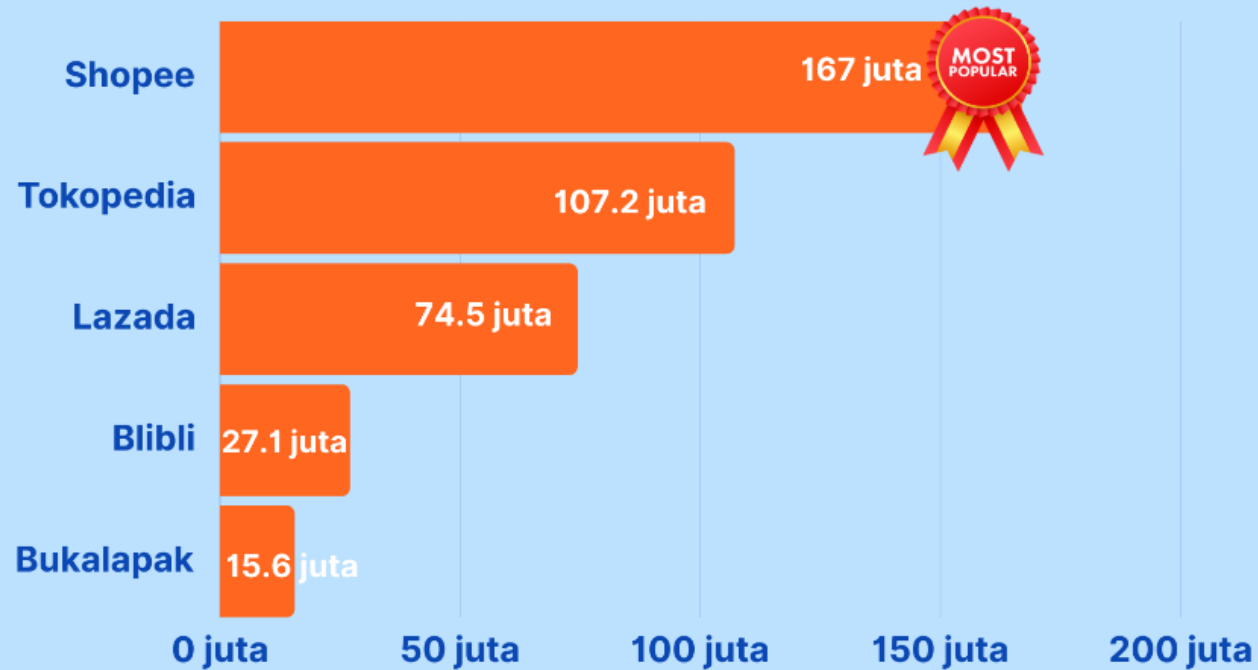 Shopee
167 juta
MOST
POPULAR
Tokopedia
107.2 juta
Lazada
74.5 juta
Blibli
27.1 juta
Bukalapak
15.6 juta
0 juta 50 juta 100 juta 150 juta 200 juta